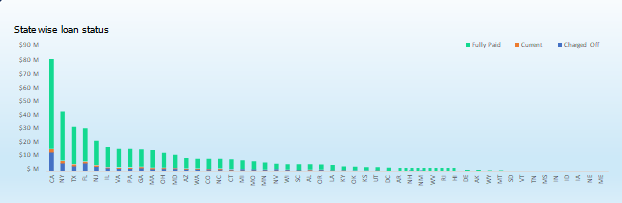 Statewise loan status
$90 M
Fully Paid
Current
Charged Off
$80 M
$70 M
$60 M
$50 M
$40 M
$30 M
$20 M
$10 M
$ M
CA
NY
TX
FL
NJ
IL
VA
PA
GA
MA
OH
MD
AZ
WA
CO
NC
CT
MI
MO
MN
NV
WI
SC
AL
OR
LA
KY
OK
KS
UT
DC
AR
NH
NM
WV
RI
HI
DE
AK
WY
MT
SD
VT
TN
MS
IN
ID
IA
NE
ME